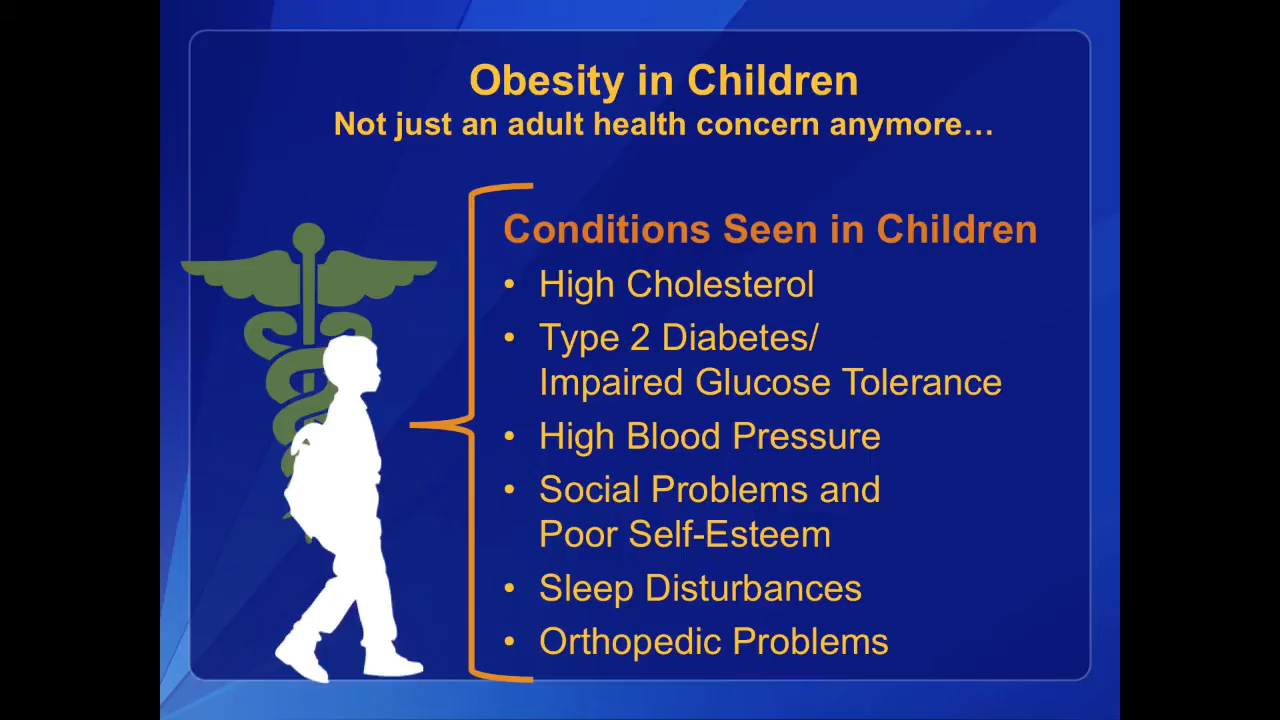 Obesity in Children
Not just an adult health concern anymore…
Conditions Seen in Children
• High Cholesterol
• Type 2 Diabetes/
Impaired Glucose Tolerance
• High Blood Pressure
• Social Problems and
Poor Self-Esteem
• Sleep Disturbances
• Orthopedic Problems